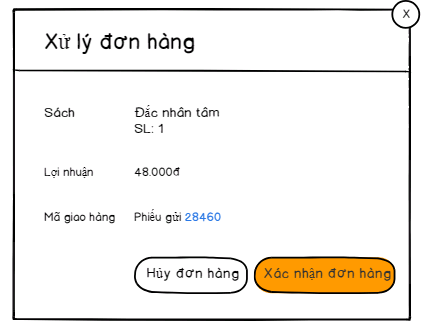 X
Xử lý đơn hàng
Sách Đắc nhân tâm
SL: 1
Lợi nhuận 48.000đ
Mã giao hàng Phiếu gửi 28460
Hủy đơn hàng Xác nhận đơn hàng